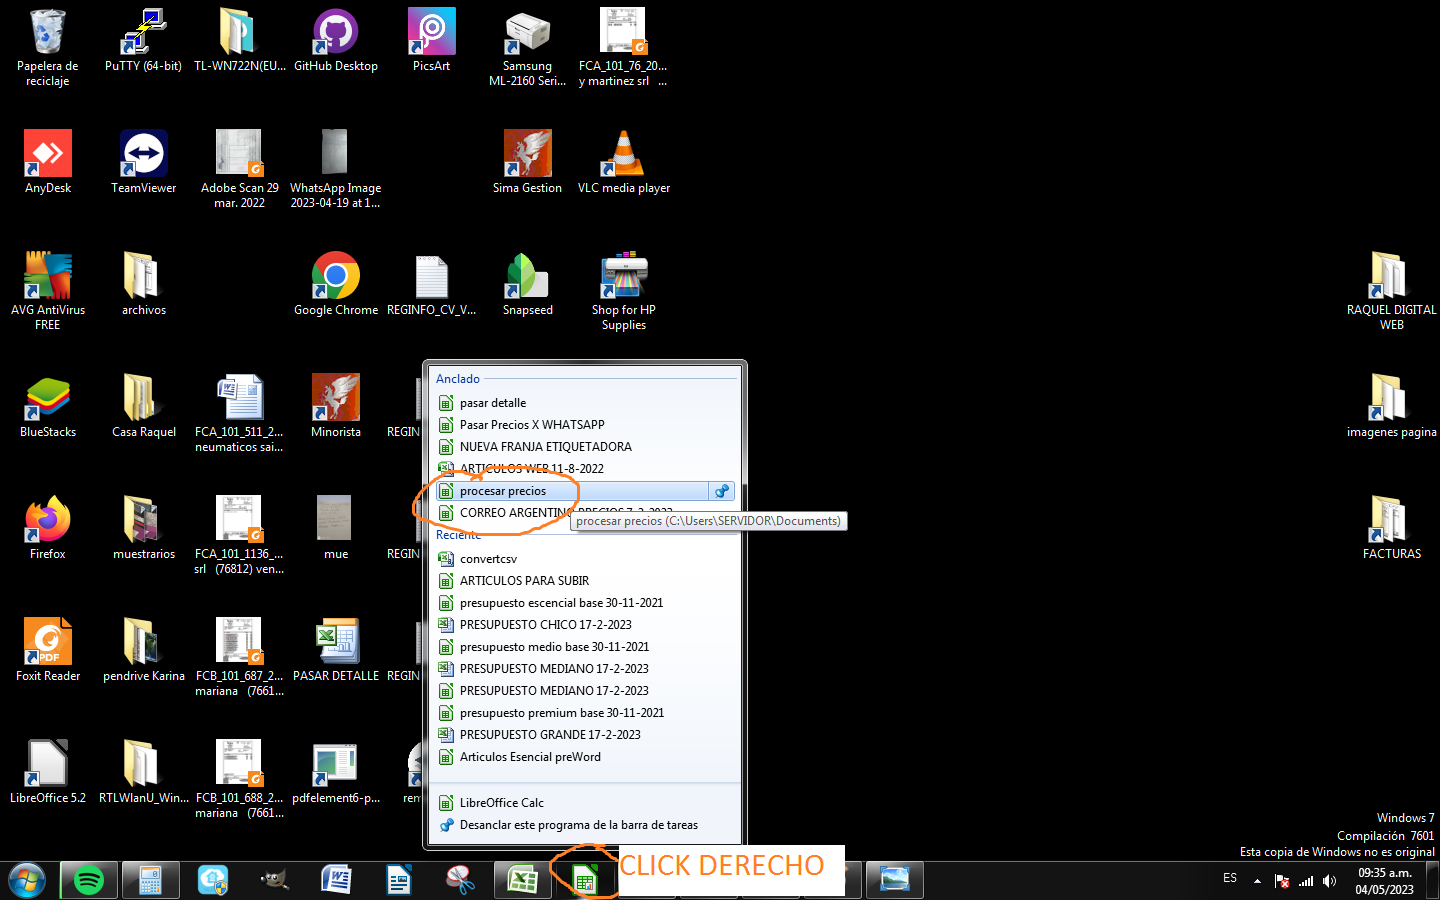 Papelera de
reciclaje
PuTTY (64-bit)
TL-WN722N(EU...
GitHub Desktop
PicsArt
Samsung
ML-2160 Seri...
FCA_101_76_20...
y martinez srl ...
AnyDesk
TeamViewer
Adobe Scan 29
mar. 2022
WhatsApp Image
2023-04-19 at 1...
Sima Gestion
VLC media player
AVG AntiVirus
FREE
archivos
Google Chrome
REGINFO_CV_V...
Snapseed
Shop for HP
Supplies
RAQUEL DIGITAL
WEB
BlueStacks
Casa Raquel
FCA_101_511_2...
neumaticos sai...
Minorista
REGIN
imagenes pagina
Firefox
muestrarios
FCA_101_1136_...
srl (76812) ven...
mue
REGIN
FACTURAS
PDF
Foxit Reader
pendrive Karina
FCB_101_687_2...
mariana (7661...
PASAR DETALLE
REGIN
LibreOffice 5.2
RTLWlanU_Win...
FCB_101_688_2...
mariana (7661...
pdfelement6-p...
rem
Anclado
pasar detalle
Pasar Precios X WHATSAPP
NUEVA FRANJA ETIQUETADORA
ARTICULOS WEB 11-8-2022
procesar precios
CORREO ARGENTINO PRECIOS 7-2-2023
procesar precios (C:\Users\SERVIDOR\Documents)
Reciente
convertcsv
ARTICULOS PARA SUBIR
presupuesto escencial base 30-11-2021
PRESUPUESTO CHICO 17-2-2023
presupuesto medio base 30-11-2021
PRESUPUESTO MEDIANO 17-2-2023
PRESUPUESTO MEDIANO 17-2-2023
presupuesto premium base 30-11-2021
PRESUPUESTO GRANDE 17-2-2023
Articulos Esencial preWord
LibreOffice Calc
Desanclar este programa de la barra de tareas
CLICK DERECHO
Windows 7
Compilación 7601
Esta copia de Windows no es original
ES
09:35 a.m.
04/05/2023